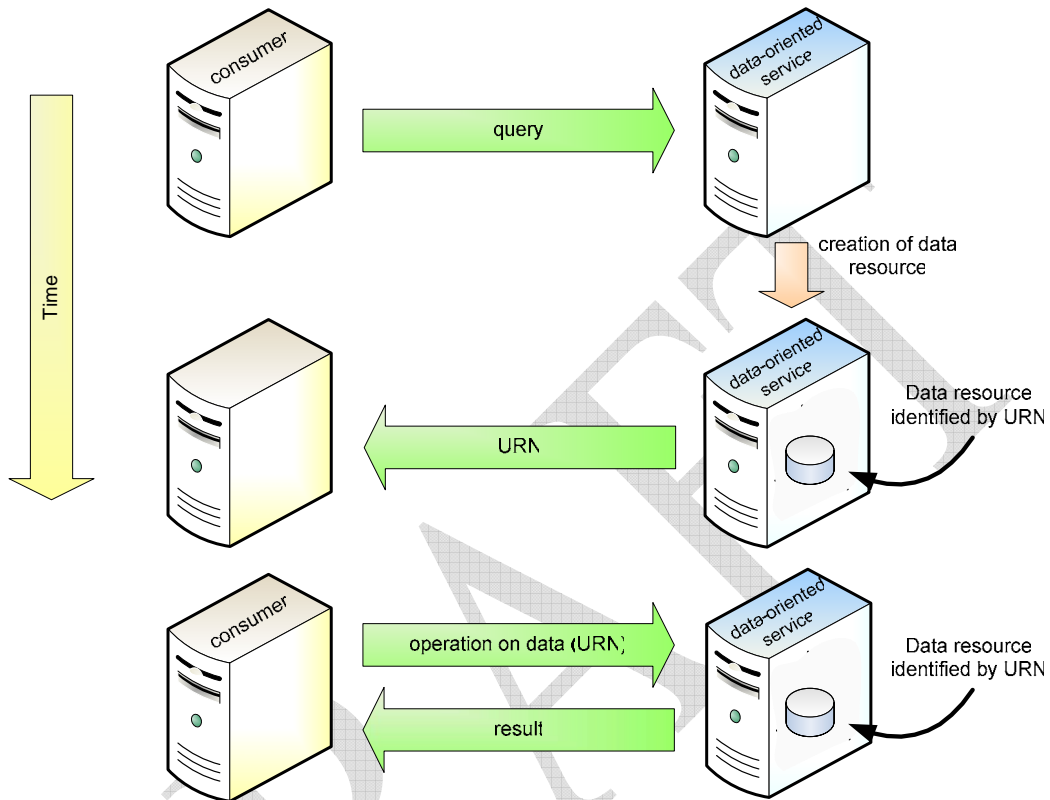 consumer
data-oriented
service
query
Time
creation of data
resource
data-oriented
service
Data resource
identified by URN
URN
consumer
data-oriented
service
operation on data (URN)
Data resource
identified by URN
result
DRAFT